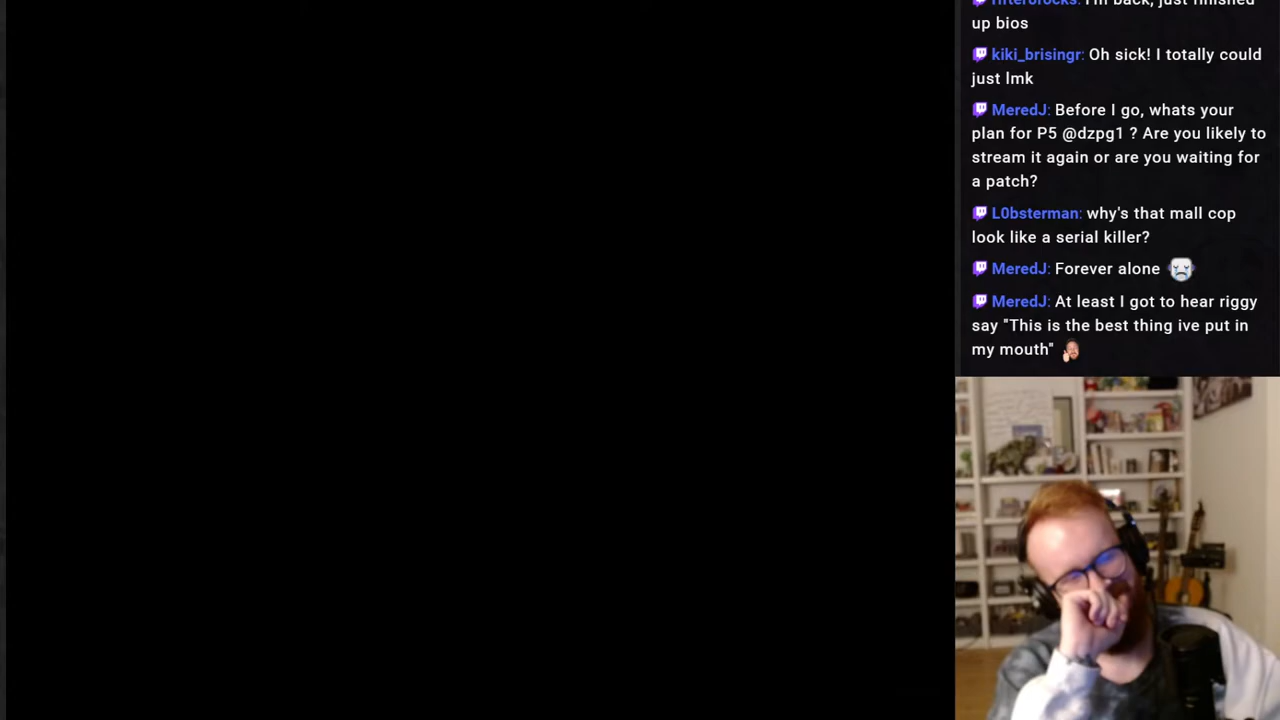 up bios
kiki_brisingr: Oh sick! I totally could
just lmk
MeredJ: Before I go, whats your
plan for P5 @dzpg1 ? Are you likely to
stream it again or are you waiting for
a patch?
L0bsterman: why's that mall cop
look like a serial killer?
MeredJ: Forever alone
MeredJ: At least I got to hear riggy
say "This is the best thing ive put in
my mouth"